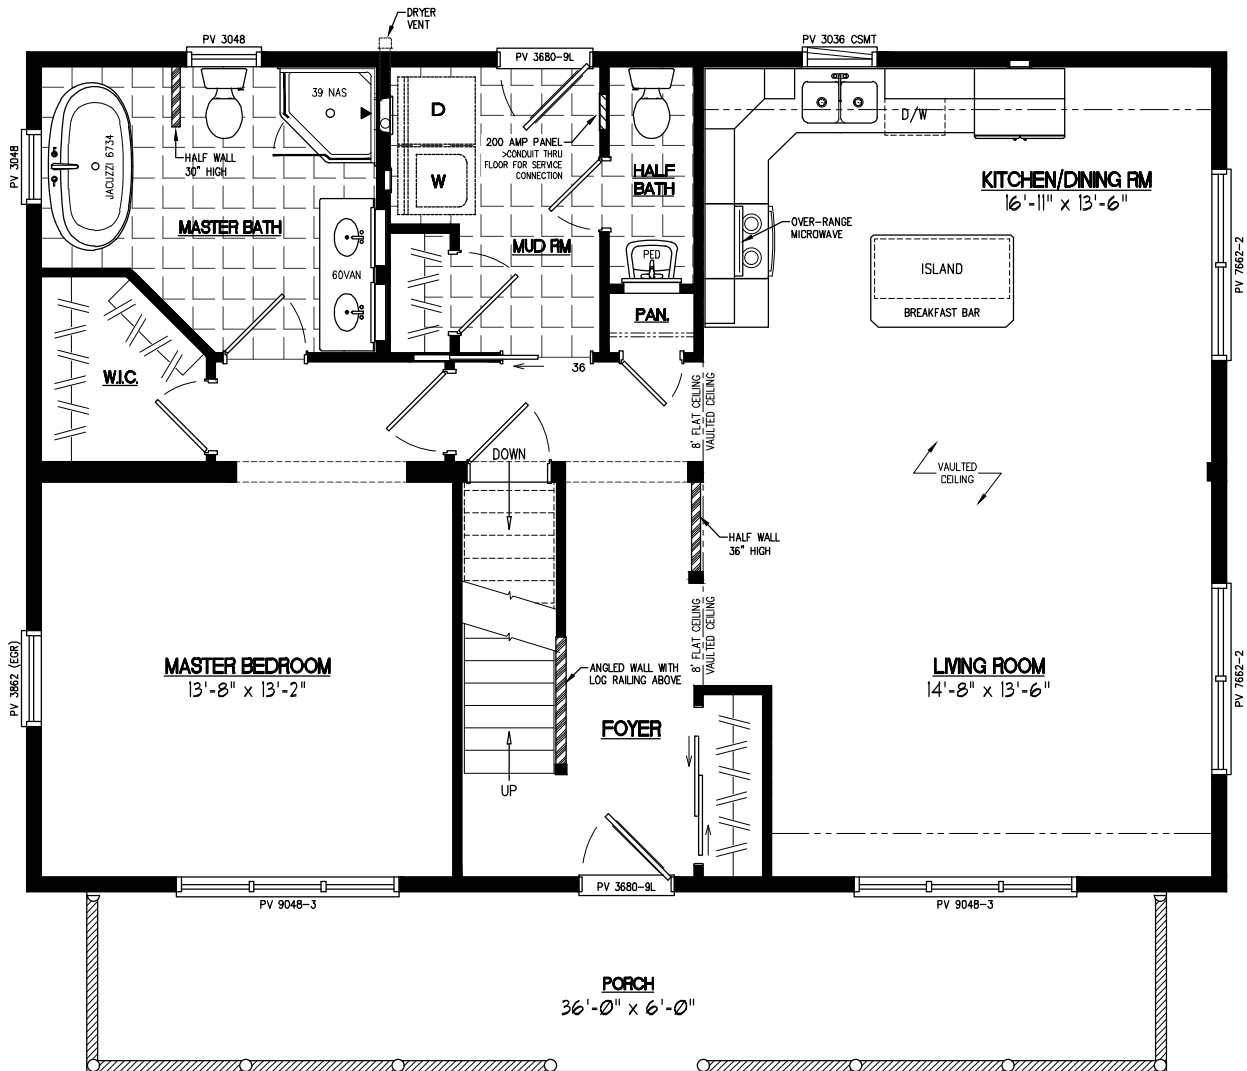 DRYER
VENT
PV 3048
PV 3680-9L
PV 3036 CSMT
39 NAS
D
W
200 AMP PANEL
>CONDUIT THRU
FLOOR FOR SERVICE
CONNECTION
HALF
BATH
D/W
KITCHEN/DINING RM
16'-11" x 13'-6"
PV 3048
JACUZZI 6734
HALF WALL
30" HIGH
MASTER BATH
60VAN
MUD RM
PED
OVER-RANGE
MICROWAVE
ISLAND
BREAKFAST BAR
PV 7662-2
PAN.
W.I.C.
36
8' FLAT CEILING
VAULTED CEILING
DOWN
VAULTED
CEILING
HALF WALL
36" HIGH
8' FLAT CEILING
VAULTED CEILING
PV 3862 (EGR)
MASTER BEDROOM
13'-8" x 13'-2"
ANGLED WALL WITH
LOG RAILING ABOVE
LIVING ROOM
14'-8" x 13'-6"
PV 7662-2
FOYER
UP
PV 9048-3
PV 3680-9L
PV 9048-3
PORCH
36'-0" x 6'-0"